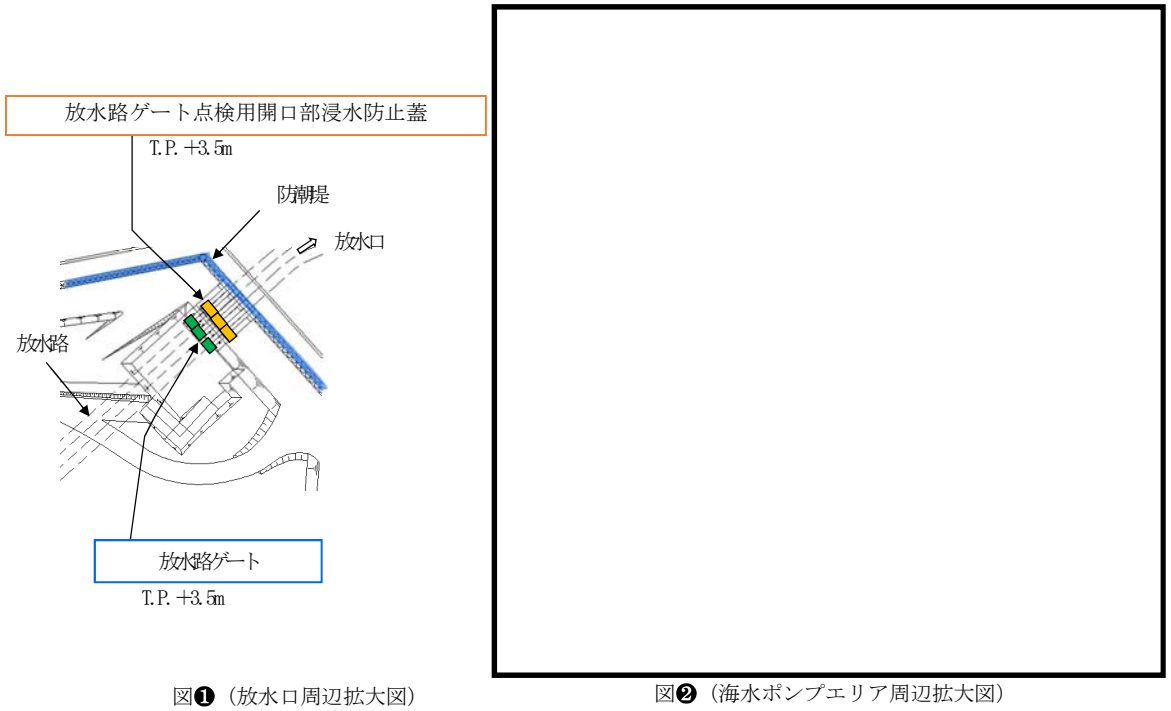 放水路ゲート点検用開口部浸水防止蓋
T.P.+3.5m
防潮堤
放水口
放水路
放水路ゲート
T.P.+3.5m
図❶（放水口周辺拡大図）
図❷（海水ポンプエリア周辺拡大図）